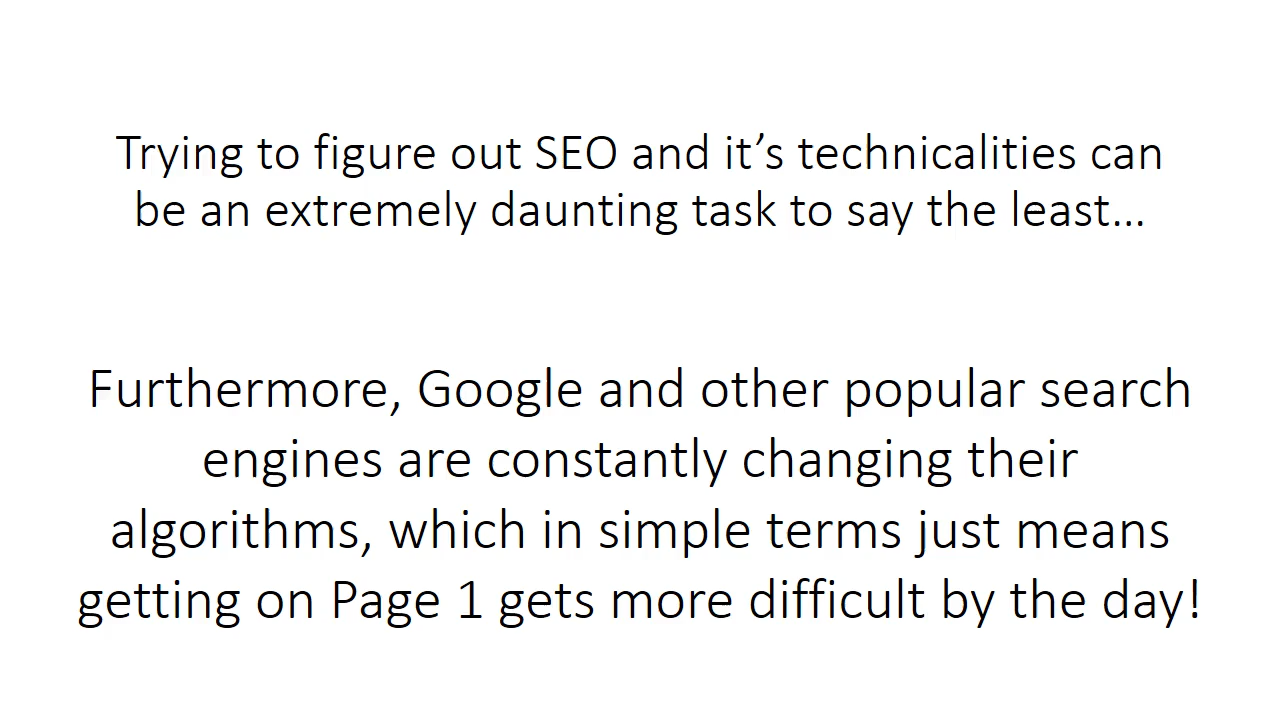 Trying to figure out SEO and it’s technicalities can
be an extremely daunting task to say the least…
Furthermore, Google and other popular search
engines are constantly changing their
algorithms, which in simple terms just means
getting on Page 1 gets more difficult by the day!